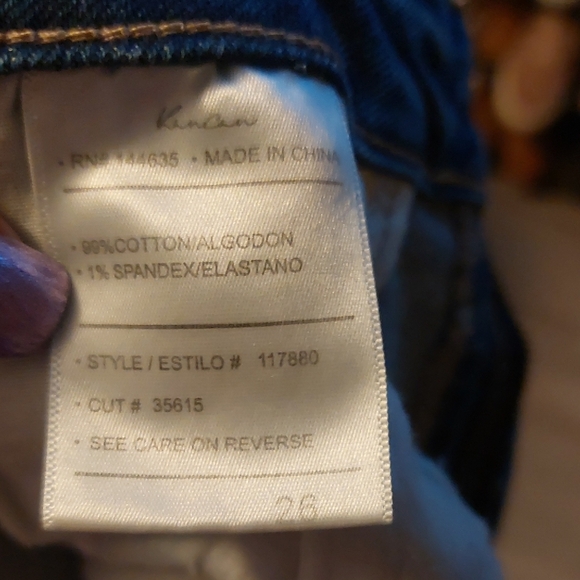 KanCan
• RN# 144635 • MADE IN CHINA
• 99%COTTON/ALGODON
• 1% SPANDEX/ELASTANO
• STYLE / ESTILO # 117880
• CUT # 35615
• SEE CARE ON REVERSE
26